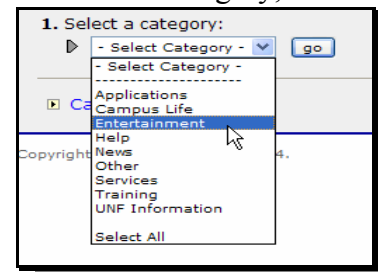 1. Select a category:
- Select Category - go
- Select Category -
--------------------
Applications
Ca
Campus Life
Entertainment
Help
Copyright
News
4.
Other
Services
Training
UNF Information
Select All